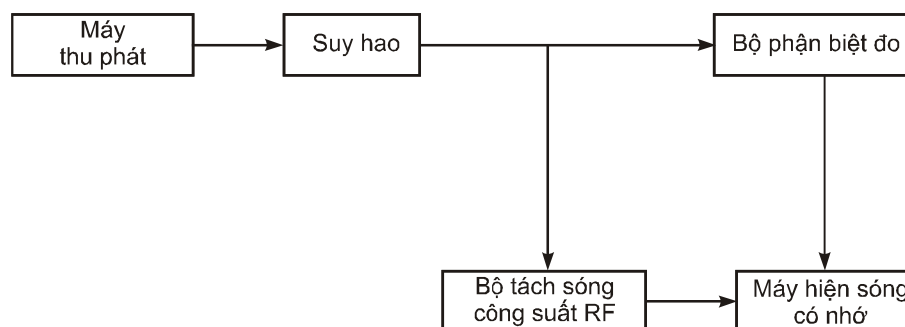 Máy
thu phát
Suy hao
Bộ phận biệt đo
Bộ tách sóng
công suất RF
Máy hiện sóng
có nhớ